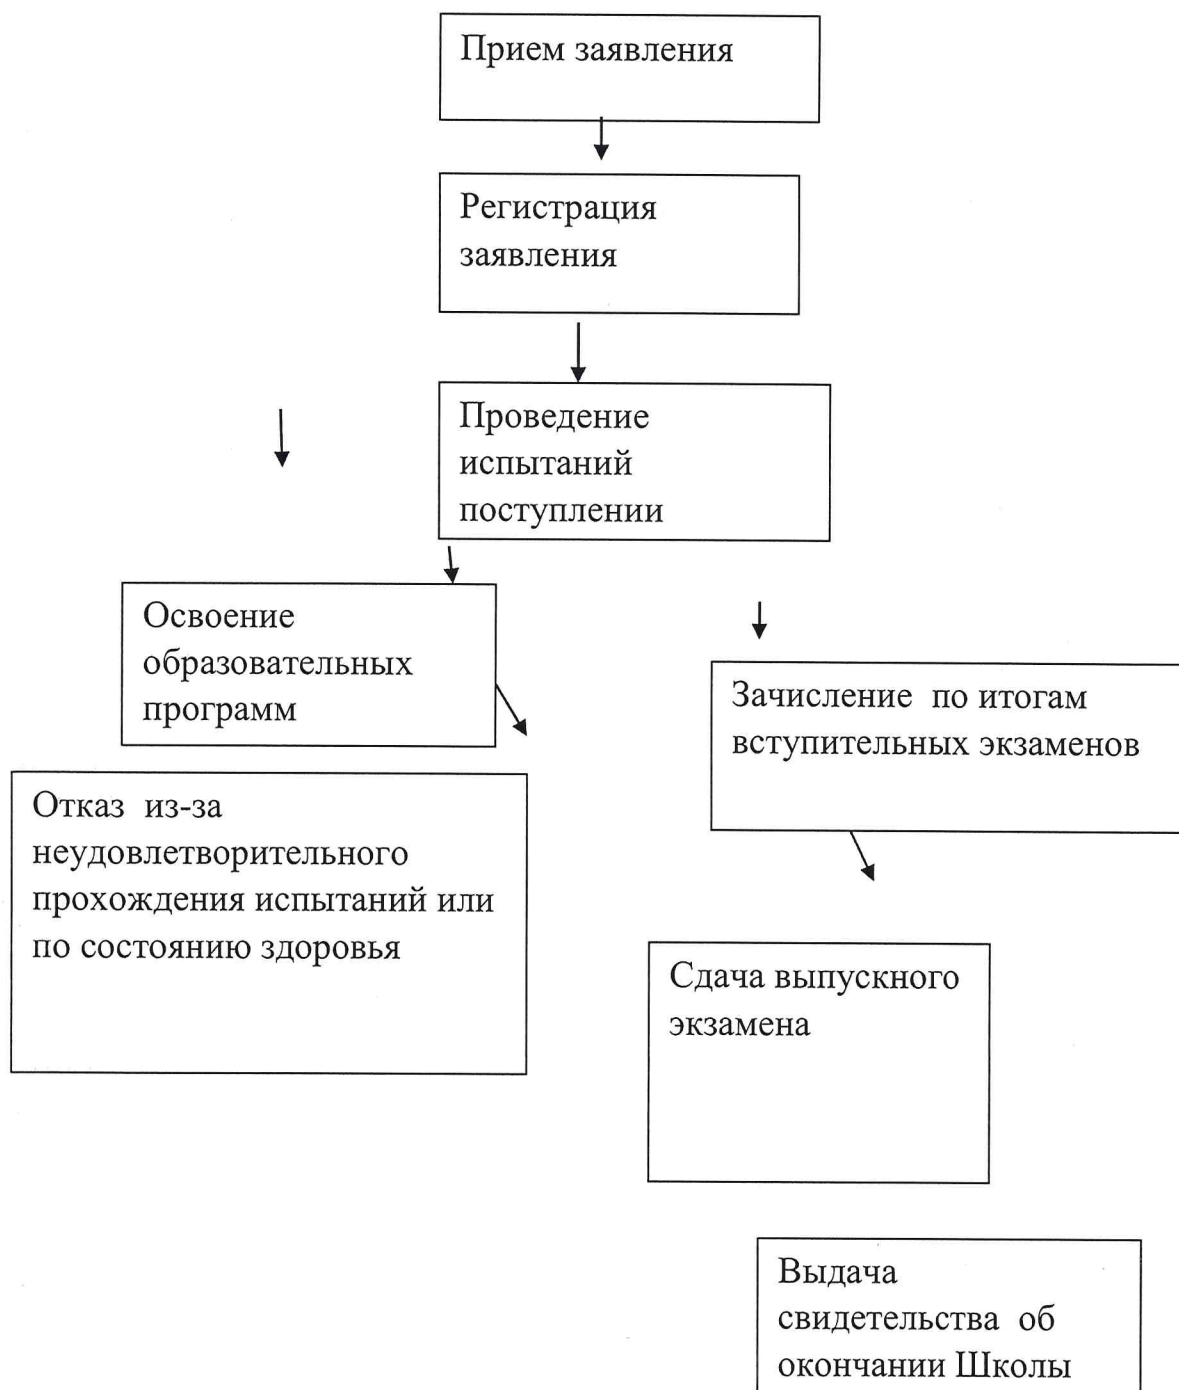 Прием заявления
Регистрация
заявления
Проведение
испытаний
поступлении
Освоение
образовательных
программ
Зачисление  по итогам
вступительных экзаменов
Отказ  из-за
неудовлетворительного
прохождения испытаний или
по состоянию здоровья
Сдача выпускного
экзамена
Выдача
свидетельства  об
окончании Школы